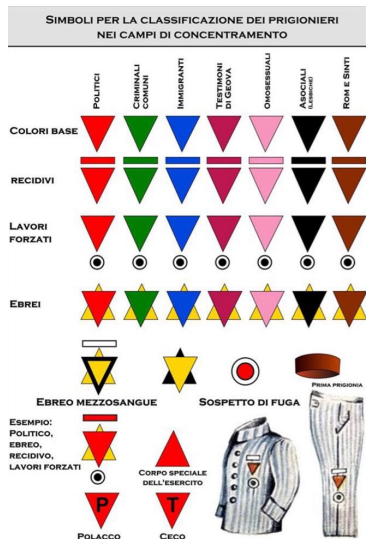 SIMBOLI PER LA CLASSIFICAZIONE DEI PRIGIONIERI
NEI CAMPI DI CONCENTRAMENTO
POLITICI
CRIMINALI
COMUNI
IMMIGRANTI
TESTIMONI
DI GEOVA
OMOSESSUALI
ASOCIALI
(LESBICHE)
ROM E SINTI
COLORI BASE
RECIDIVI
LAVORI
FORZATI
EBREI
EBREO MEZZOSANGUE
SOSPETTO DI FUGA
PRIMA PRIGIONIA
ESEMPIO:
POLITICO,
EBREO,
RECIDIVO,
LAVORI FORZATI
CORPO SPECIALE
DELL'ESERCITO
P
T
POLACCO
CECO